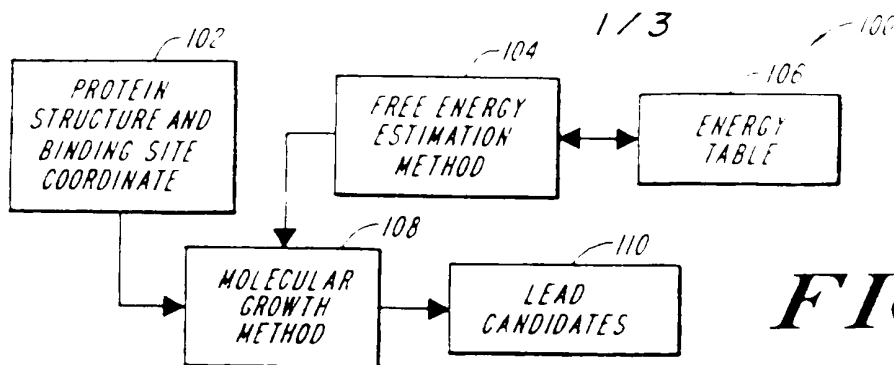 1/3
100
102
104
106
PROTEIN
STRUCTURE AND
BINDING SITE
COORDINATE
FREE ENERGY
ESTIMATION
METHOD
ENERGY
TABLE
108
110
MOLECULAR
GROWTH
METHOD
LEAD
CANDIDATES